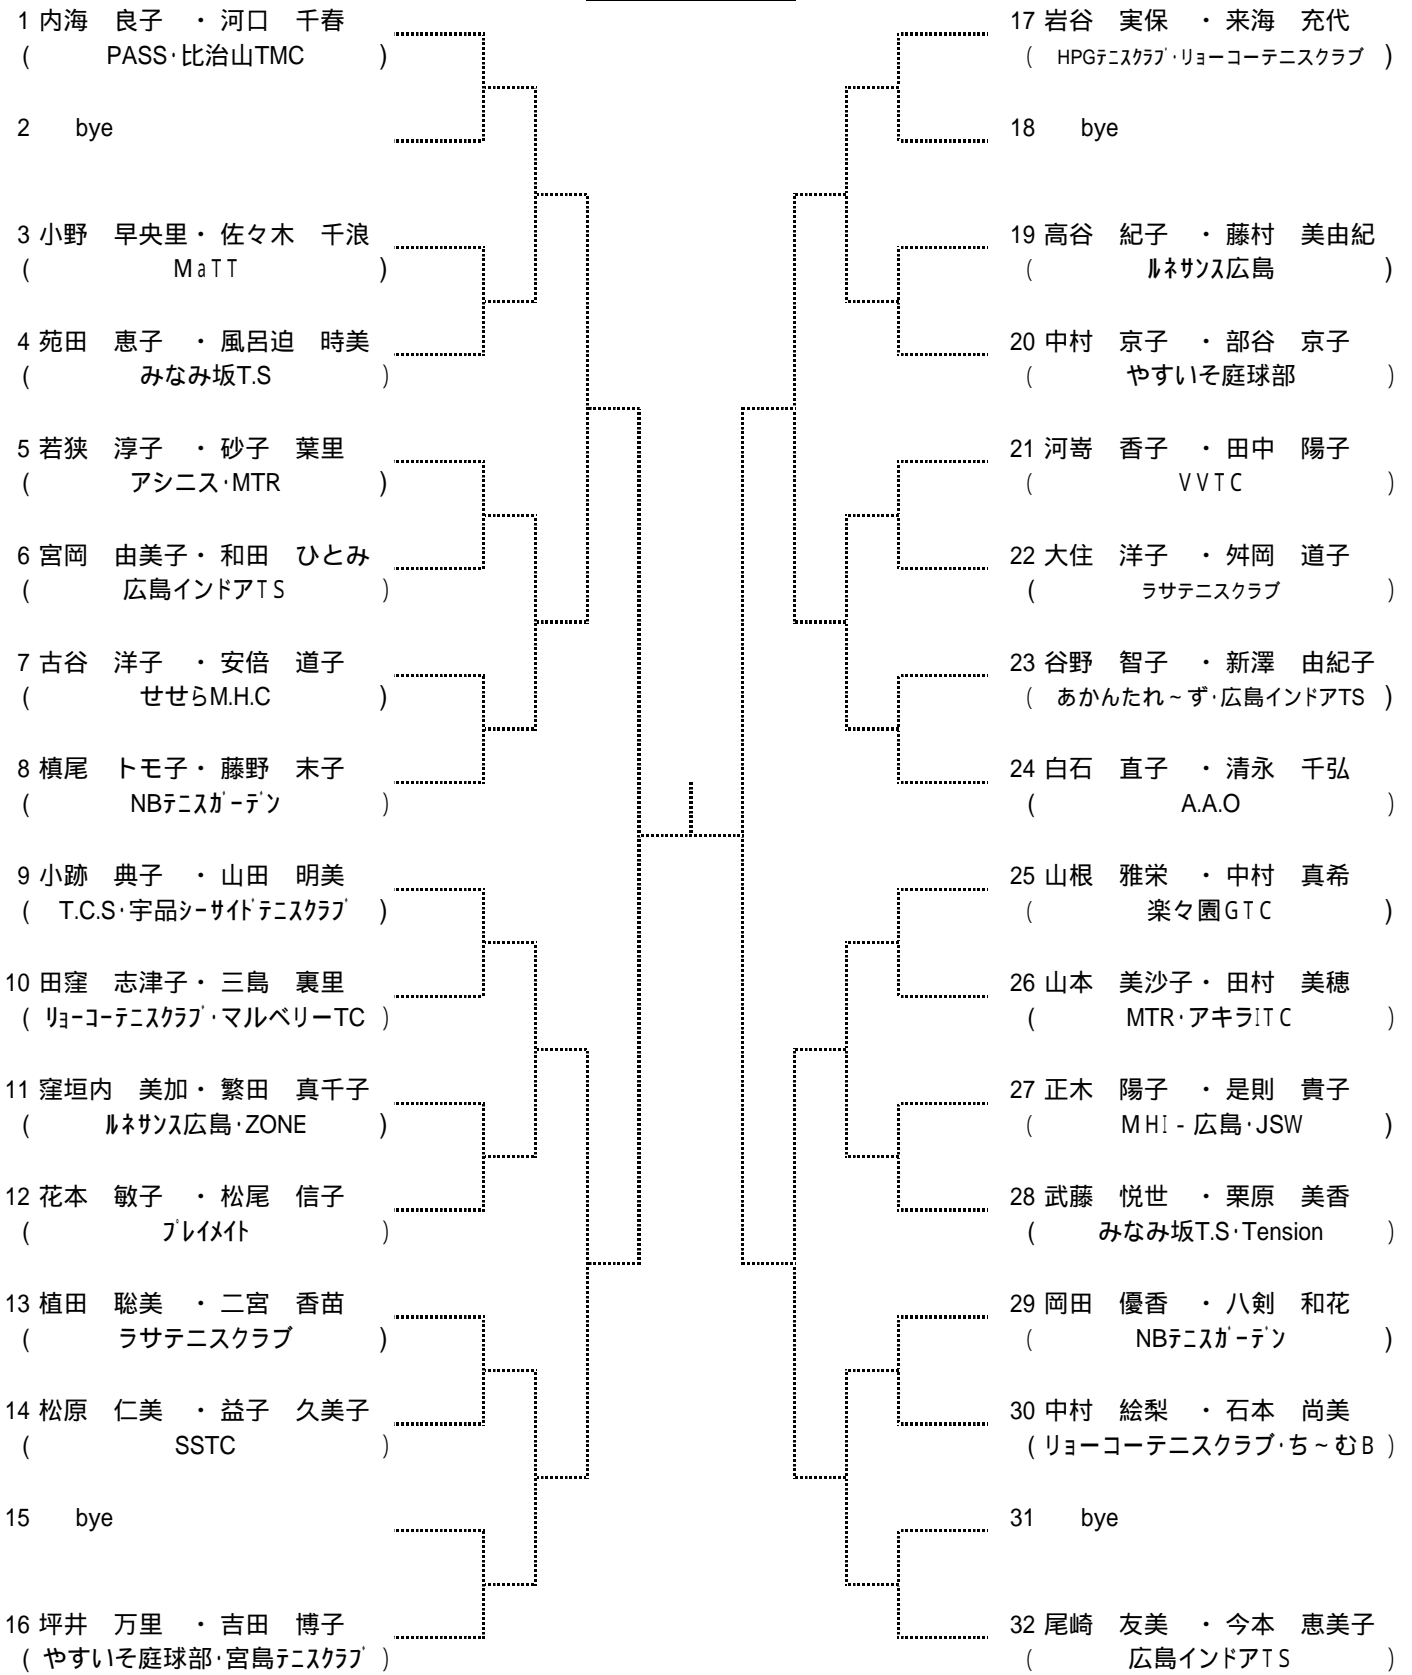 1 内海　良子　・ 河口　千春
(　PASS･比治山TMC　)
2　bye
3 小野　早央里・ 佐々木　千浪
(　MaTT　)
4 苑田　恵子　・ 風呂迫　時美
(　みなみ坂T.S　)
5 若狭　淳子　・ 砂子　葉里
(　アシニス･MTR　)
6 宮岡　由美子・ 和田　ひとみ
(　広島インドアTS　)
7 古谷　洋子　・ 安倍　道子
(　せせらM.H.C　)
8 槙尾　トモ子・ 藤野　末子
(　NBﾃﾆｽｶﾞｰﾃﾞﾝ　)
9 小跡　典子　・ 山田　明美
(　T.C.S･宇品ｼｰｻｲﾄﾞﾃﾆｽｸﾗﾌﾞ　)
10 田窪　志津子・ 三島　裏里
(　ﾘｮｰｺｰﾃﾆｽｸﾗﾌﾞ･マルベリーTC　)
11 窪垣内　美加・ 繁田　真千子
(　ﾙﾈｻﾝｽ広島･ZONE　)
12 花本　敏子　・ 松尾　信子
(　ﾌﾟﾚｲﾒｲﾄ　)
13 植田　聡美　・ 二宮　香苗
(　ラサテニスクラブ　)
14 松原　仁美　・ 益子　久美子
(　SSTC　)
15　bye
16 坪井　万里　・ 吉田　博子
(　やすいそ庭球部･宮島ﾃﾆｽｸﾗﾌﾞ　)
17 岩谷　実保　・ 来海　充代
(　HPGﾃﾆｽｸﾗﾌﾞ･リョーコーテニスクラブ　)
18　bye
19 高谷　紀子　・ 藤村　美由紀
(　ﾙﾈｻﾝｽ広島　)
20 中村　京子　・ 部谷　京子
(　やすいそ庭球部　)
21 河嵜　香子　・ 田中　陽子
(　VVTC　)
22 大住　洋子　・ 舛岡　道子
(　ラサテニスクラブ　)
23 谷野　智子　・ 新澤　由紀子
(　あかんたれ～ず･広島インドアTS　)
24 白石　直子　・ 清永　千弘
(　A.A.O　)
25 山根　雅栄　・ 中村　真希
(　楽々園GTC　)
26 山本　美沙子・ 田村　美穂
(　MTR･アキラITC　)
27 正木　陽子　・ 是則　貴子
(　MHI - 広島･JSW　)
28 武藤　悦世　・ 栗原　美香
(　みなみ坂T.S･Tension　)
29 岡田　優香　・ 八剣　和花
(　NBﾃﾆｽｶﾞｰﾃﾞﾝ　)
30 中村　絵梨　・ 石本　尚美
(　リョーコーテニスクラブ･ち～むB　)
31　bye
32 尾崎　友美　・ 今本　恵美子
(　広島インドアTS　)